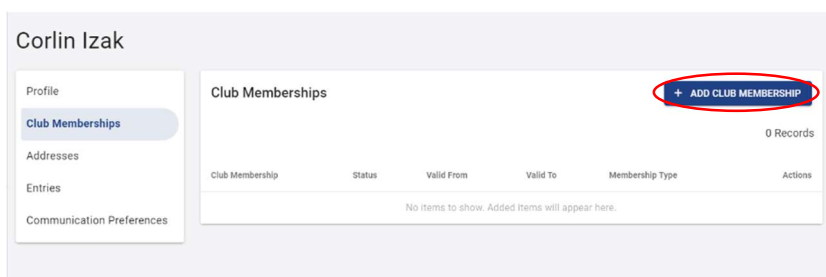 Corlin Izak
Profile
Club Memberships
Addresses
Entries
Communication Preferences
Club Memberships
+ ADD CLUB MEMBERSHIP
0 Records
Club Membership Status Valid From Valid To Membership Type Actions
No items to show. Added items will appear here.